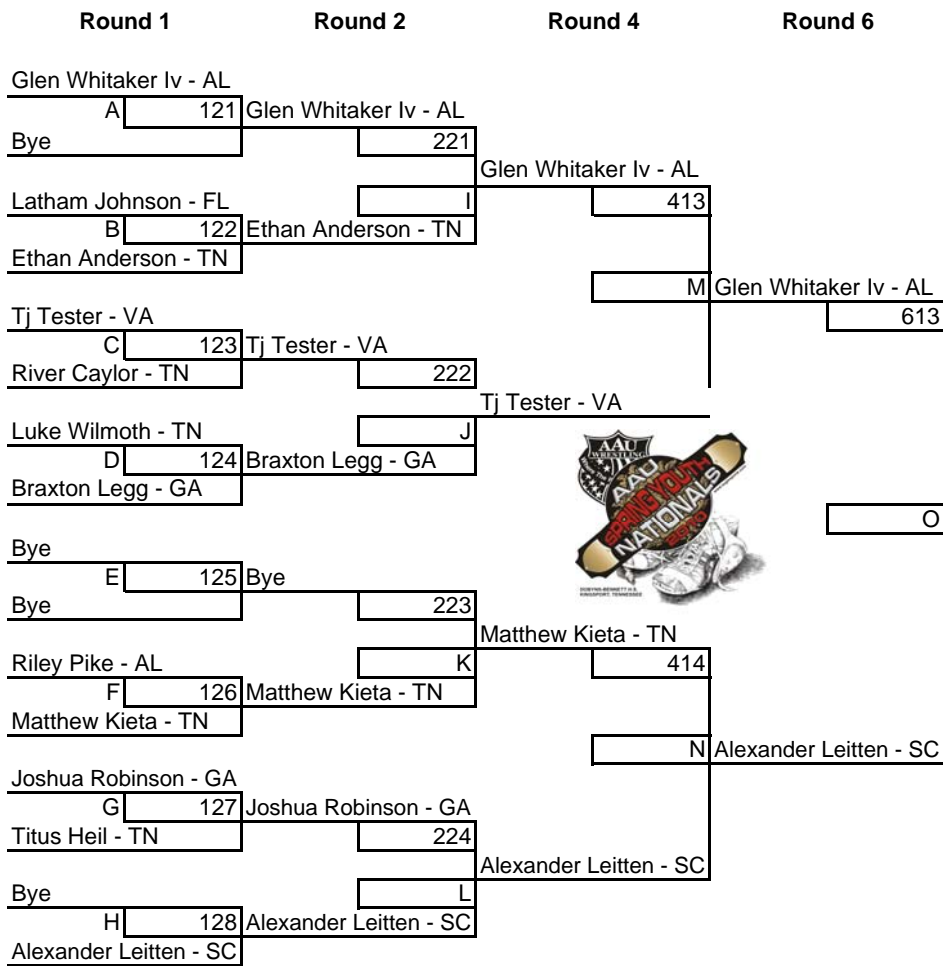 Round 1 Round 2 Round 4 Round 6
Glen Whitaker Iv - AL
A 121 Glen Whitaker Iv - AL
Bye 221
Glen Whitaker Iv - AL
Latham Johnson - FL I 413
B 122 Ethan Anderson - TN
Ethan Anderson - TN
M Glen Whitaker Iv - AL
Tj Tester - VA 613
C 123 Tj Tester - VA
River Caylor - TN 222
Tj Tester - VA
Luke Wilmoth - TN J
D 124 Braxton Legg - GA
Braxton Legg - GA
AAU
WRESTLING
AAU
SPRING YOUTH
NATIONALS
2010
DOBYNS-BENNETT H.S.
KINGSPORT, TENNESSEE
O
Bye
E 125 Bye
Bye 223
Matthew Kieta - TN
Riley Pike - AL K 414
F 126 Matthew Kieta - TN
Matthew Kieta - TN
N Alexander Leitten - SC
Joshua Robinson - GA
G 127 Joshua Robinson - GA
Titus Heil - TN 224
Alexander Leitten - SC
Bye L
H 128 Alexander Leitten - SC
Alexander Leitten - SC